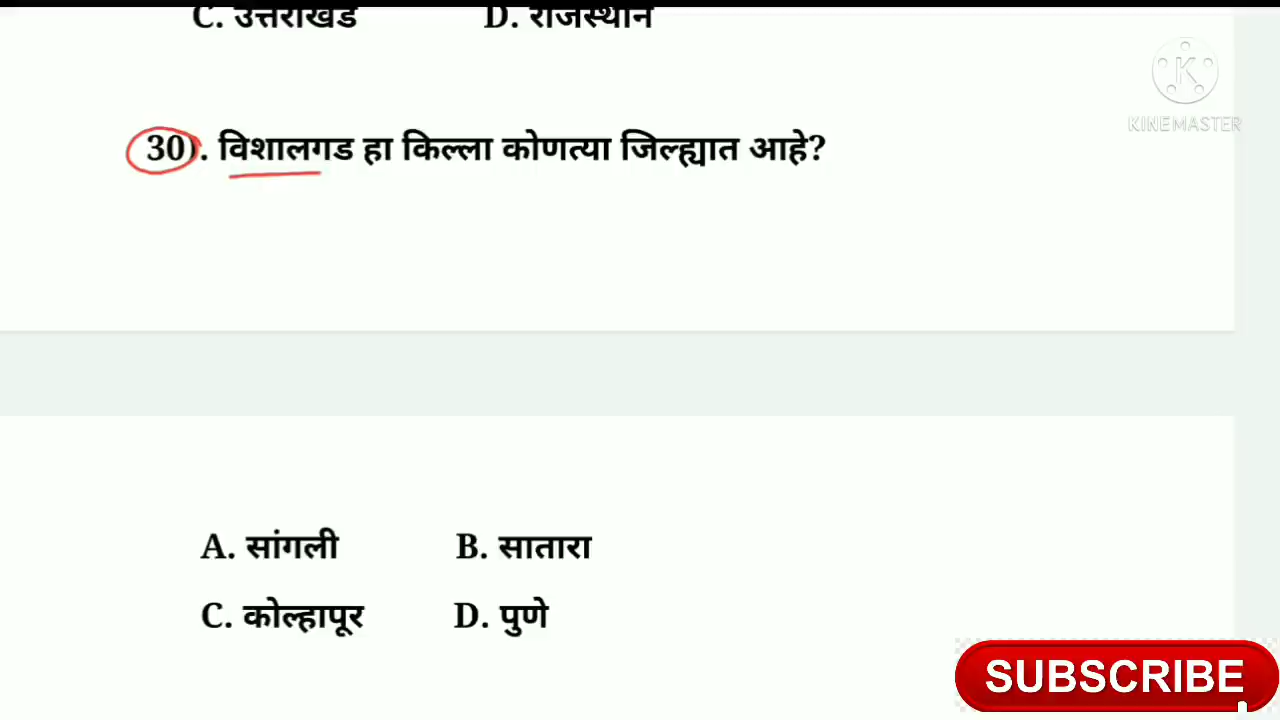 C. उत्तराखंड D. राजस्थान
KINEMASTER
30). विशालगड हा किल्ला कोणत्या जिल्ह्यात आहे?
A. सांगली B. सातारा
C. कोल्हापूर D. पुणे
SUBSCRIBE